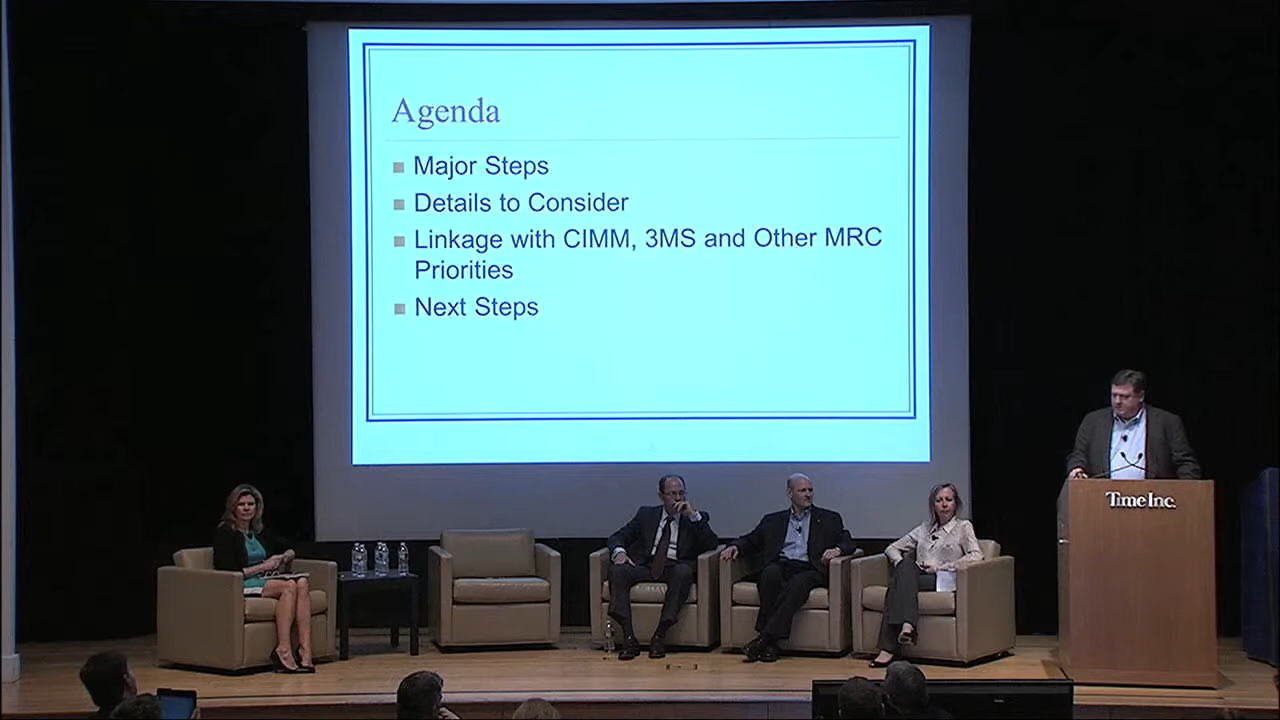 Agenda
Major Steps
Details to Consider
Linkage with CIMM, 3MS and Other MRC
Priorities
Next Steps
Time Inc.